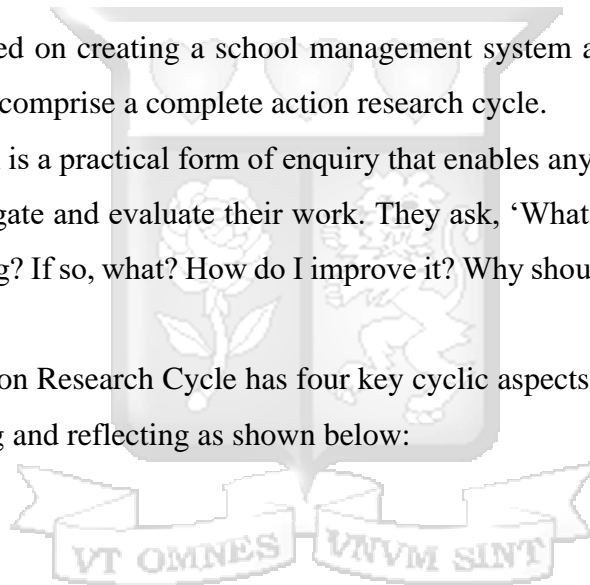 ed on creating a school management system a
comprise a complete action research cycle.
is a practical form of enquiry that enables any
gate and evaluate their work. They ask, ‘What
g? If so, what? How do I improve it? Why shou
on Research Cycle has four key cyclic aspects
g and reflecting as shown below:
VT OMNES VNVM SINT